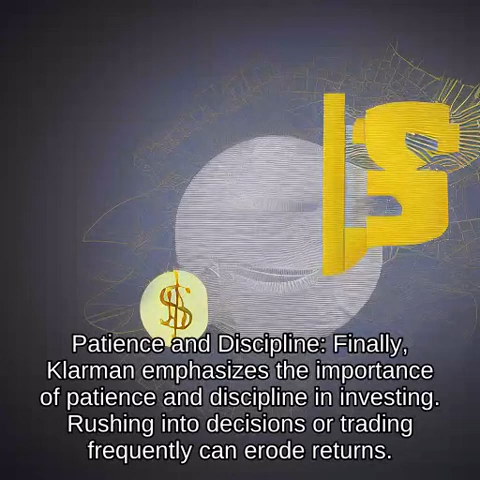 $
Patience and Discipline: Finally,
Klarman emphasizes the importance
of patience and discipline in investing.
Rushing into decisions or trading
frequently can erode returns.